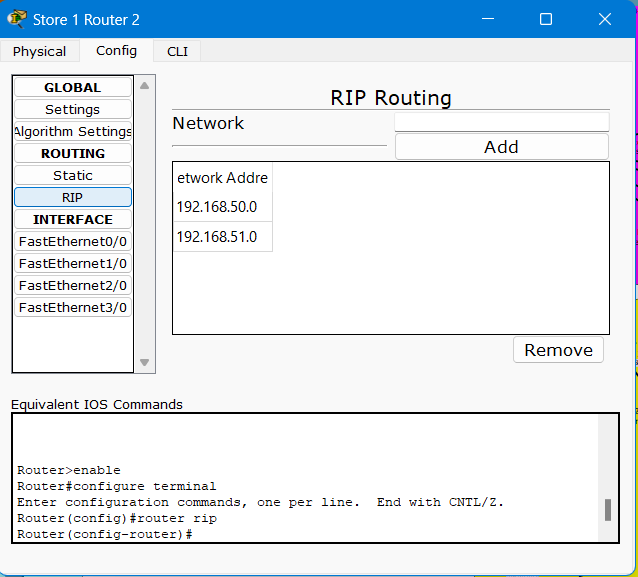 Store 1 Router 2
Physical
Config
CLI
GLOBAL
Settings
Algorithm Settings
ROUTING
Static
RIP
INTERFACE
FastEthernet0/0
FastEthernet1/0
FastEthernet2/0
FastEthernet3/0
RIP Routing
Network
Add
etwork Addre
192.168.50.0
192.168.51.0
Remove
Equivalent IOS Commands
Router>enable
Router#configure terminal
Enter configuration commands, one per line.  End with CNTL/Z.
Router(config)#router rip
Router(config-router)#